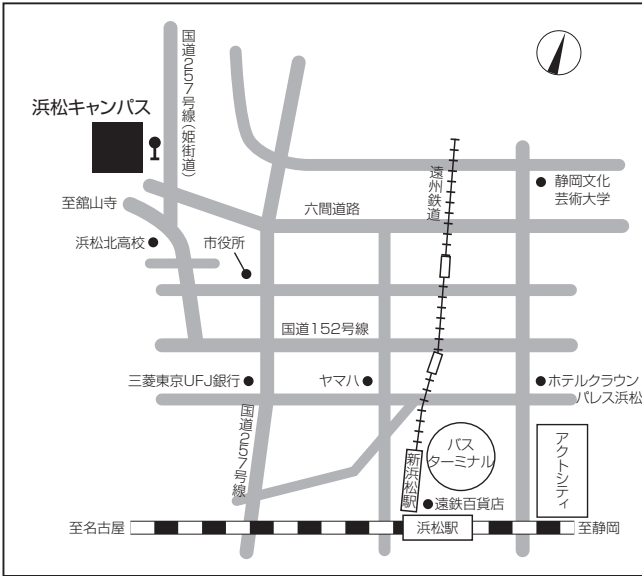 国道257号線(姫街道)
浜松キャンパス
遠州鉄道
静岡文化
芸術大学
至舘山寺
六間道路
浜松北高校
市役所
国道152号線
三菱東京UFJ銀行
ヤマハ
ホテルクラウン
パレス浜松
国道257号線
バス
ターミナル
アクトシティ
新浜松駅
遠鉄百貨店
至名古屋
浜松駅
至静岡